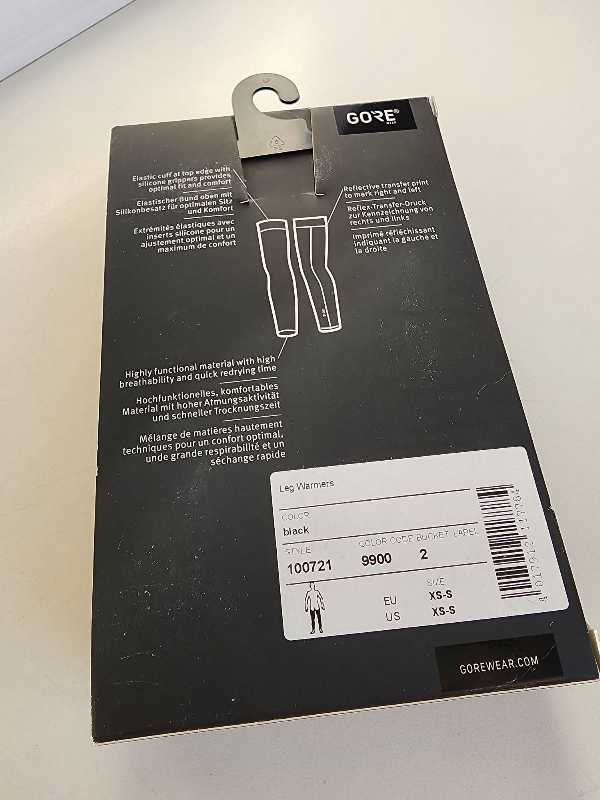 GORE®
WEAR
Elastic cuff at top edge with
silicone grippers provides
optimal fit and comfort
Elastischer Bund oben mit
Silikonbesatz für optimalen Sitz
und Komfort
Extrémités élastiques avec
inserts silicone pour un
ajustement optimal et un
maximum de confort
Reflective transfer print
to mark right and left
Reflex-Transfer-Druck
zur Kennzeichnung von
rechts und links
Imprimé réfléchissant
indiquant la gauche et
la droite
Highly functional material with high
breathability and quick redrying time
Hochfunktionelles, komfortables
Material mit hoher Atmungsaktivität
und schneller Trocknungszeit
Mélange de matières hautement
techniques pour un confort optimal,
unde grande respirabilité et un
séchange rapide
Leg Warmers
COLOR
black
STYLE COLOR CODE BUCKET LABEL
100721 9900 2
SIZE
EU XS-S
US XS-S
GOREWEAR.COM